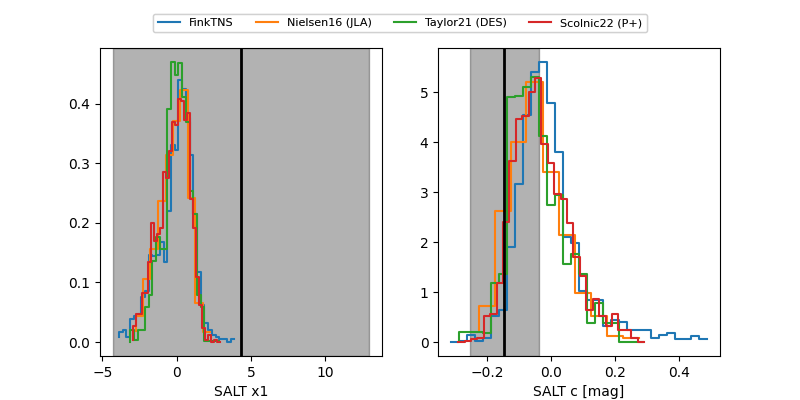 FinkTNS Nielsen16 (JLA) Taylor21 (DES) Scolnic22 (P+)
0.4
0.3
0.2
0.1
0.0
−5 0 5 10
SALT x1
5
4
3
2
1
0
−0.2 0.0 0.2 0.4
SALT c [mag]